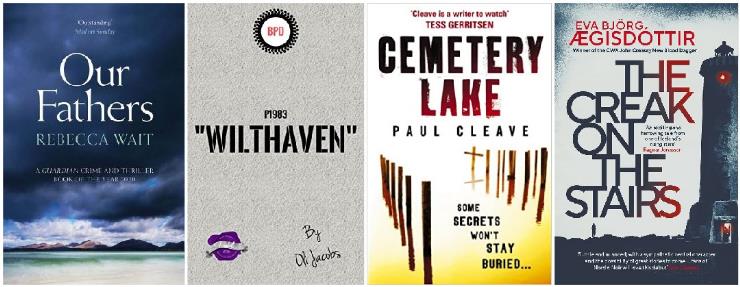 'Outstanding'
Mail on Sunday
Our
Fathers
REBECCA WAIT
A GUARDIAN CRIME AND THRILLER
BOOK OF THE YEAR 2020
BPD
P1983
"WILTHAVEN"
By
Oli Jacobs
'Cleave is a writer to watch'
TESS GERRITSEN
CEMETERY
LAKE
PAUL CLEAVE
SOME
SECRETS
WON'T
STAY
BURIED...
EVA BJÖRG
ÆGISDÓTTIR
Winner of the CWA John Creasey New Blood Dagger
THE
CREAK
ON
THE
STAIRS